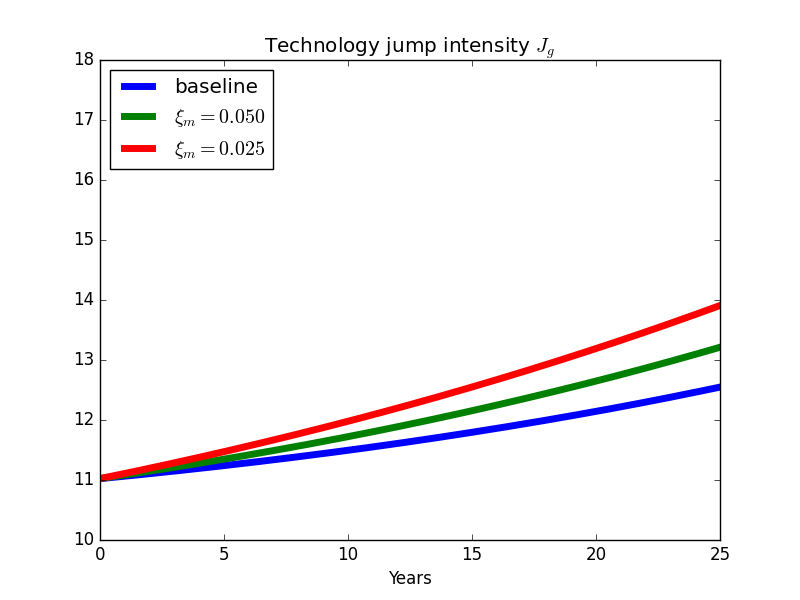 Technology jump intensity $J_g$
18
17
16
15
14
13
12
11
10
baseline
$\xi_m = 0.050$
$\xi_m = 0.025$
0 5 10 15 20 25
Years